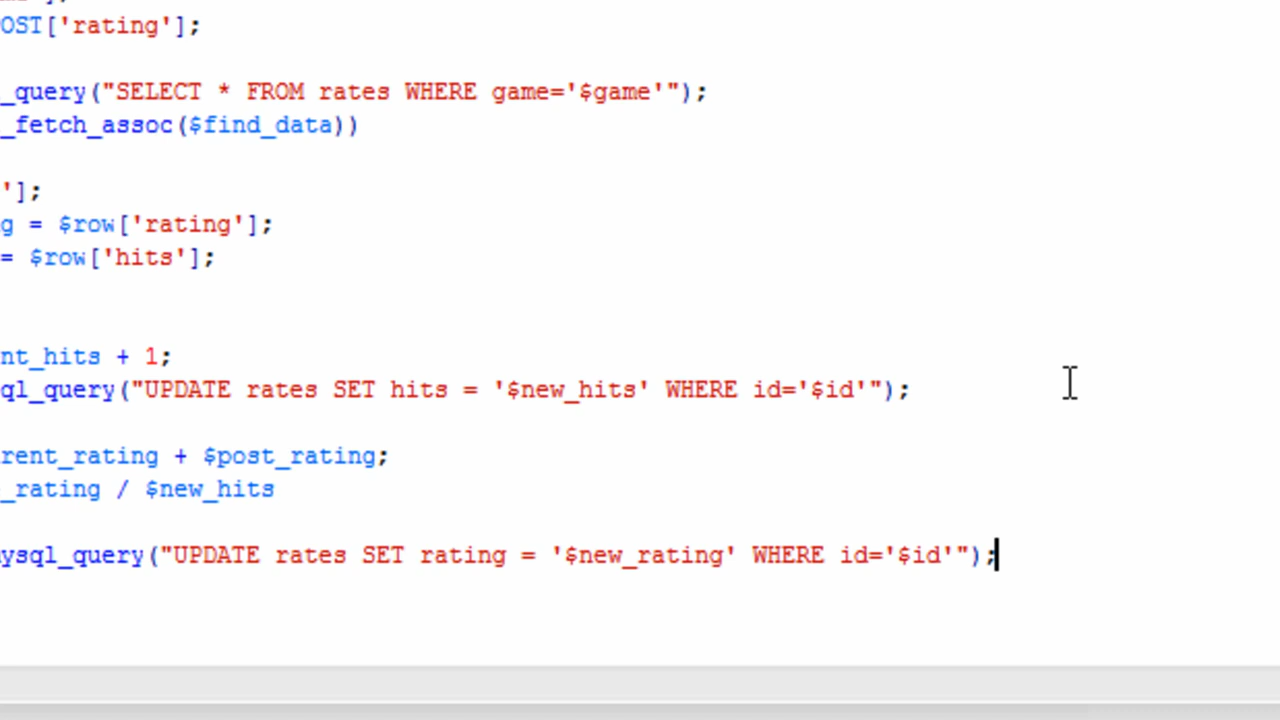 OST['rating'];
_query("SELECT * FROM rates WHERE game='$game'");
_fetch_assoc($find_data))
'];
g = $row['rating'];
= $row['hits'];
nt_hits + 1;
ql_query("UPDATE rates SET hits = '$new_hits' WHERE id='$id'");
rent_rating + $post_rating;
_rating / $new_hits
ysql_query("UPDATE rates SET rating = '$new_rating' WHERE id='$id'");